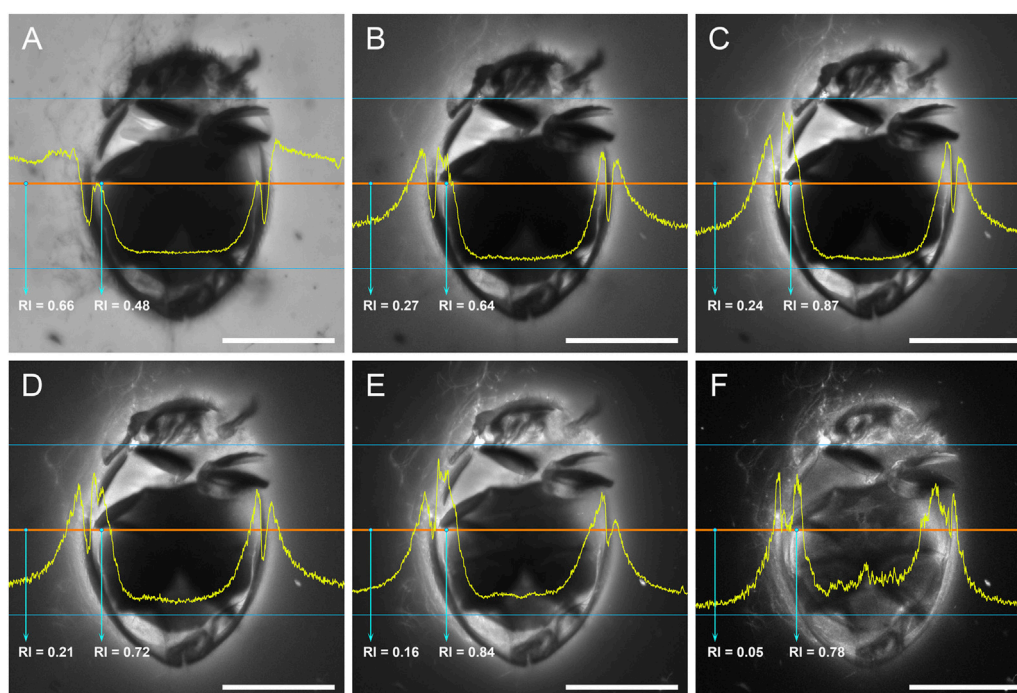 A
B
C
RI = 0.66 RI = 0.48
RI = 0.27 RI = 0.64
RI = 0.24 RI = 0.87
D
E
F
RI = 0.21 RI = 0.72
RI = 0.16 RI = 0.84
RI = 0.05 RI = 0.78